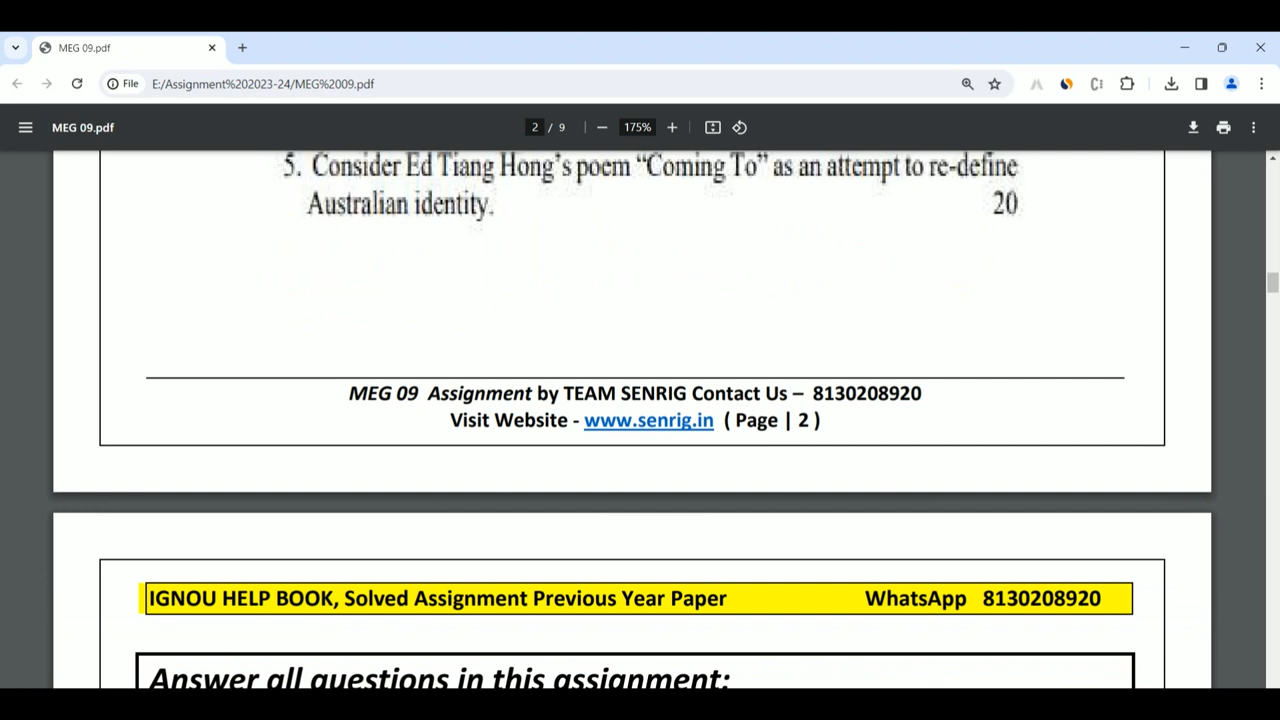 MEG 09.pdf
File
E:/Assignment%202023-24/MEG%2009.pdf
MEG 09.pdf
2 / 9
175%
5. Consider Ed Tiang Hong's poem “Coming To” as an attempt to re-define
Australian identity. 20
MEG 09 Assignment by TEAM SENRIG Contact Us – 8130208920
Visit Website - www.senrig.in ( Page | 2 )
IGNOU HELP BOOK, Solved Assignment Previous Year Paper WhatsApp 8130208920
Answer all questions in this assignment: